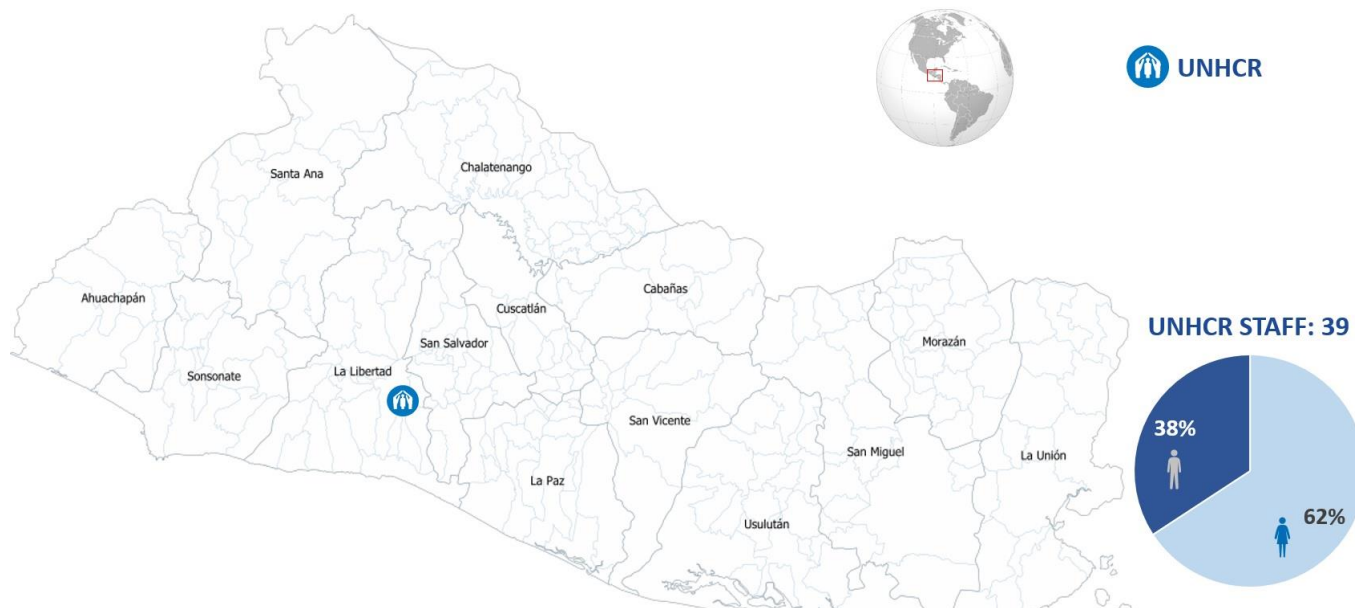 UNHCR
Chalatenango
Santa Ana
Cabañas
Ahuachapán
Cuscatlán
UNHCR STAFF: 39
San Salvador
Morazán
La Libertad
Sonsonate
San Vicente
38%
San Miguel
La Unión
La Paz
62%
Usulután